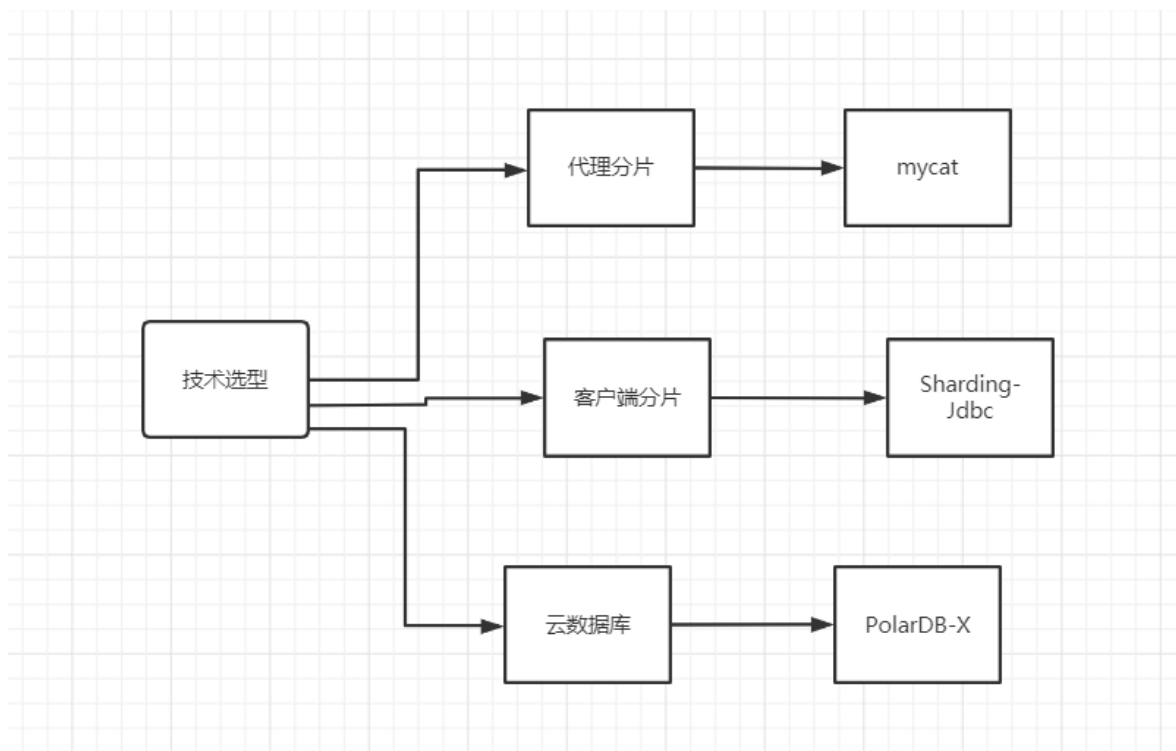 代理分片
mycat
技术选型
客户端分片
Sharding-
Jdbc
云数据库
PolarDB-X